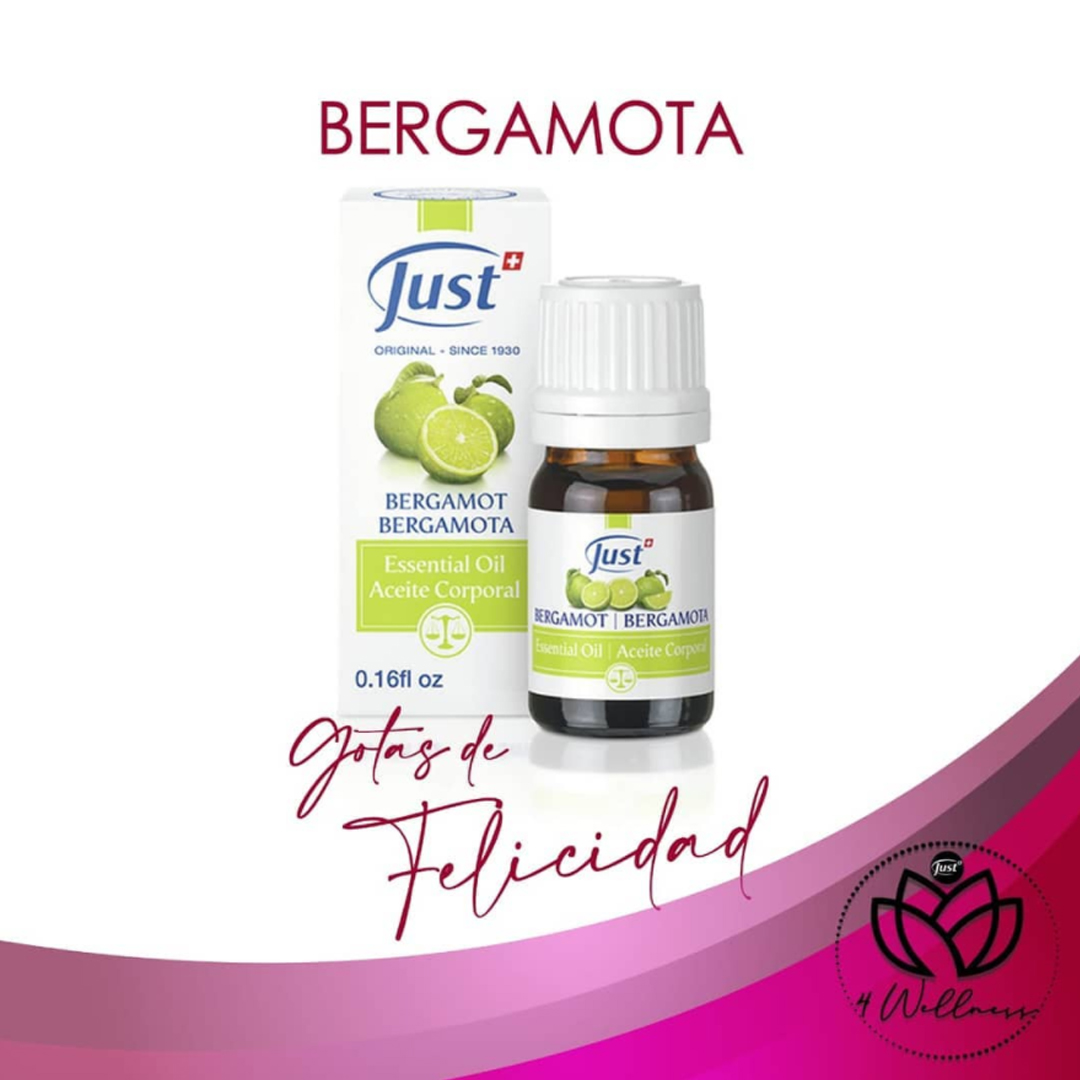 BERGAMOTA
Just
ORIGINAL - SINCE 1930
BERGAMOT
BERGAMOTA
Essential Oil
Aceite Corporal
0.16fl oz
Just
BERGAMOT | BERGAMOTA
Essential Oil | Aceite Corporal
Gotas de
Felicidad
Just
4 Wellness